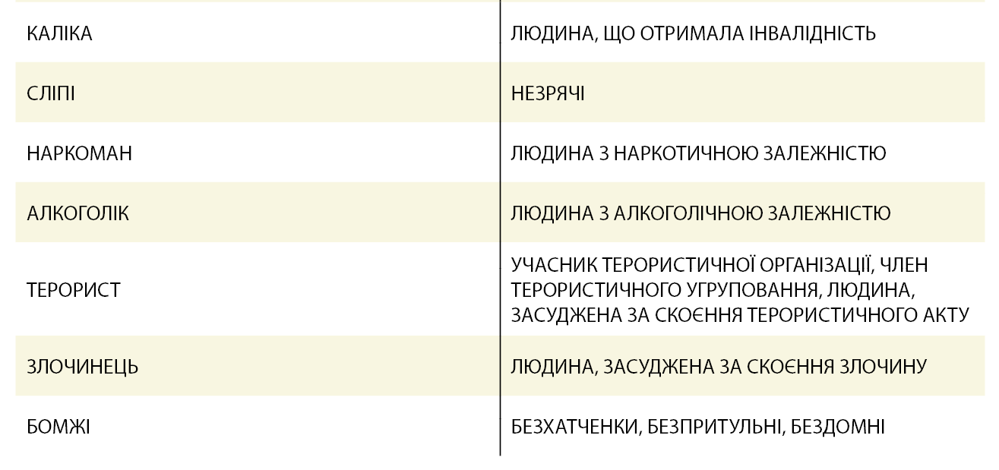 КАЛІКА
ЛЮДИНА, ЩО ОТРИМАЛА ІНВАЛІДНІСТЬ
СЛІПІ
НЕЗРЯЧІ
НАРКОМАН
ЛЮДИНА З НАРКОТИЧНОЮ ЗАЛЕЖНІСТЮ
АЛКОГОЛІК
ЛЮДИНА З АЛКОГОЛІЧНОЮ ЗАЛЕЖНІСТЮ
ТЕРОРИСТ
УЧАСНИК ТЕРОРИСТИЧНОЇ ОРГАНІЗАЦІЇ, ЧЛЕН
ТЕРОРИСТИЧНОГО УГРУПОВАННЯ, ЛЮДИНА,
ЗАСУДЖЕНА ЗА СКОЄННЯ ТЕРОРИСТИЧНОГО АКТУ
ЗЛОЧИНЕЦЬ
ЛЮДИНА, ЗАСУДЖЕНА ЗА СКОЄННЯ ЗЛОЧИНУ
БОМЖІ
БЕЗХАТЧЕНКИ, БЕЗПРИТУЛЬНІ, БЕЗДОМНІ